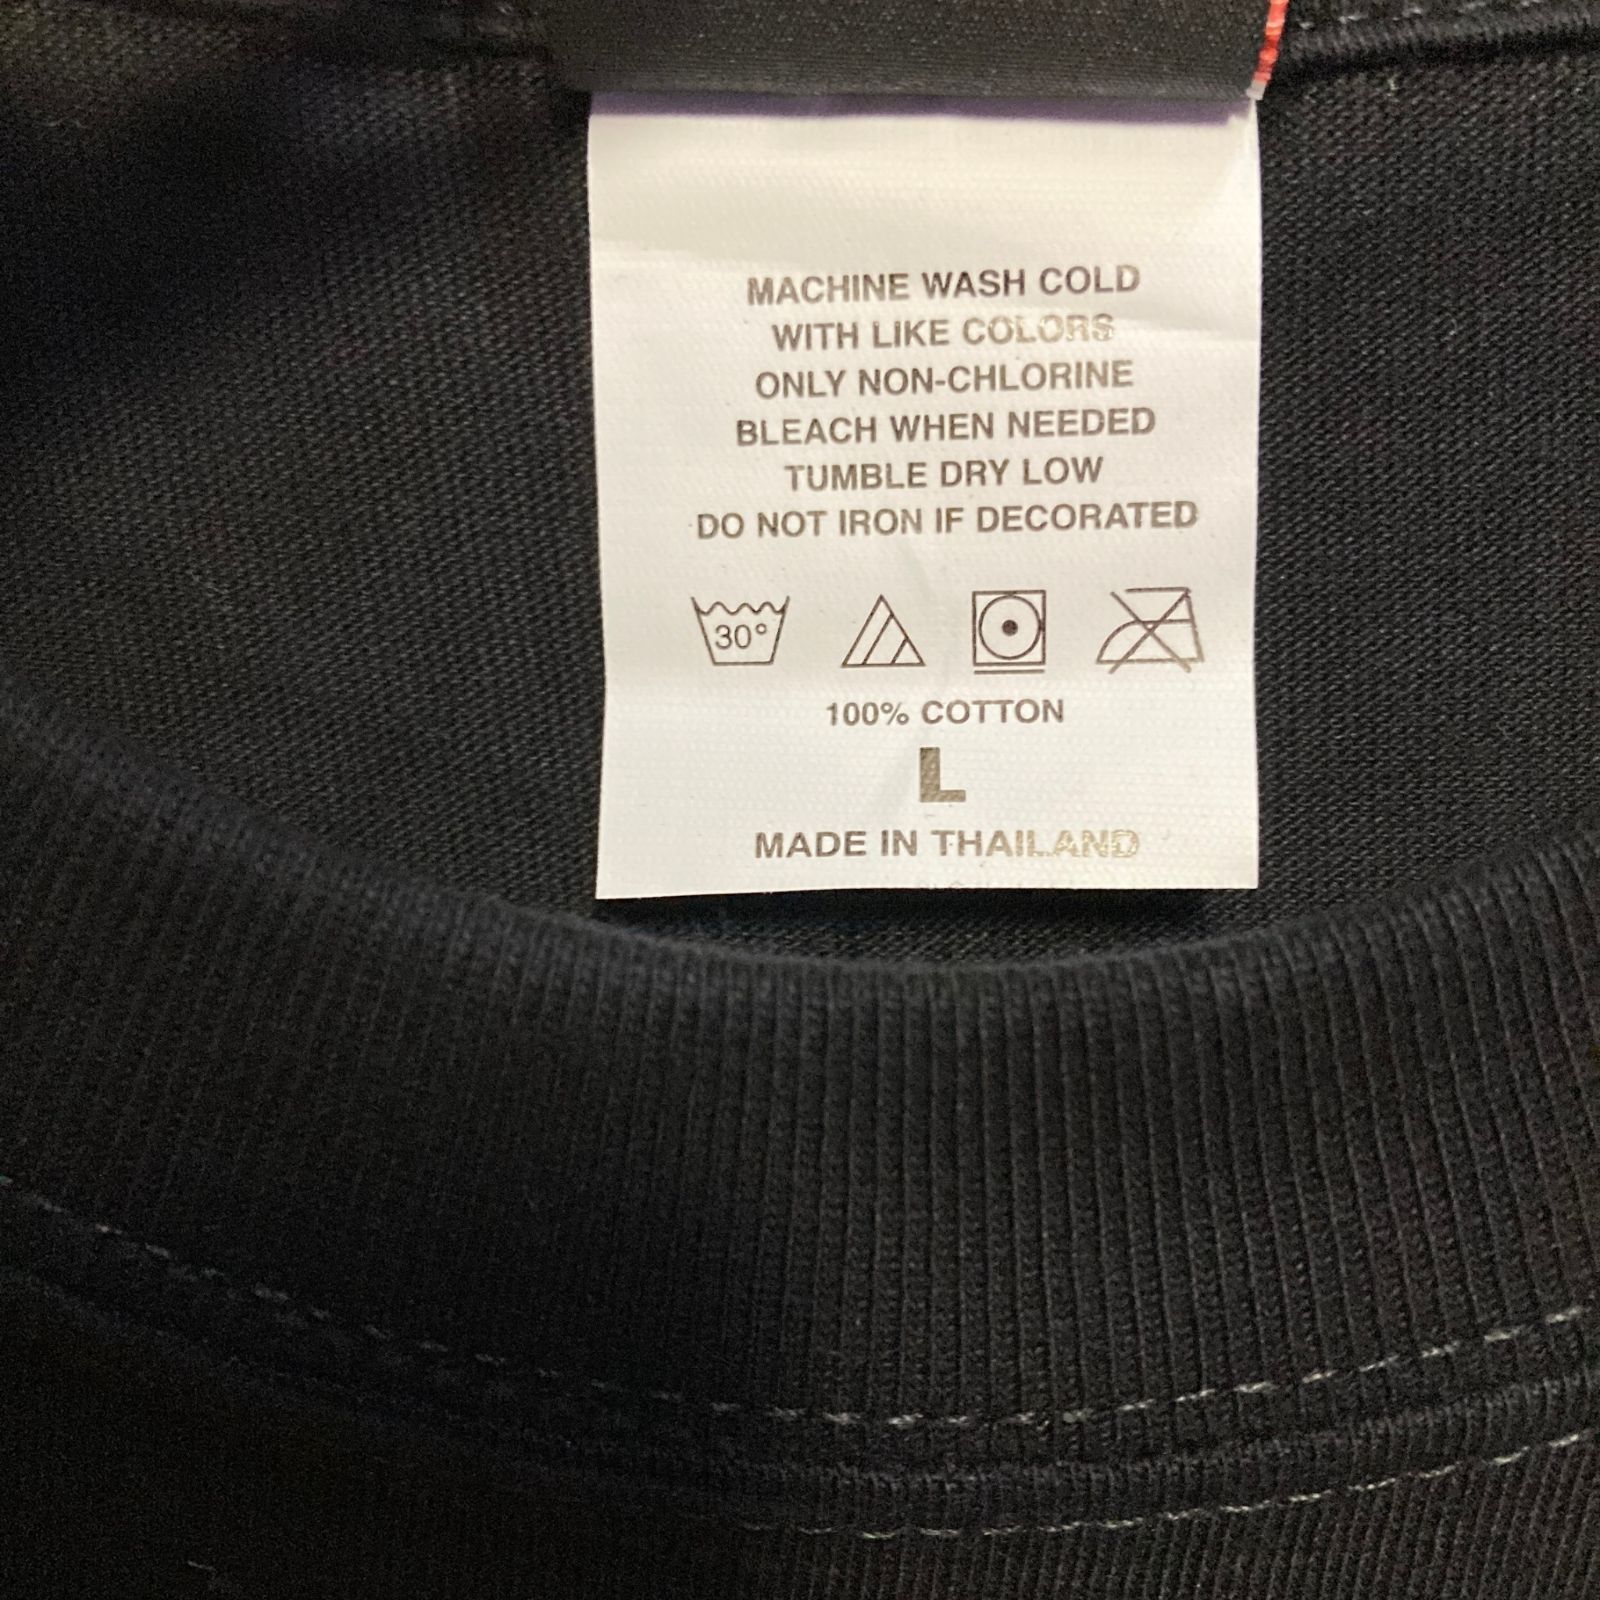 MACHINE WASH COLD
WITH LIKE COLORS
ONLY NON-CHLORINE
BLEACH WHEN NEEDED
TUMBLE DRY LOW
DO NOT IRON IF DECORATED
30°
100% COTTON
L
MADE IN THAILAND